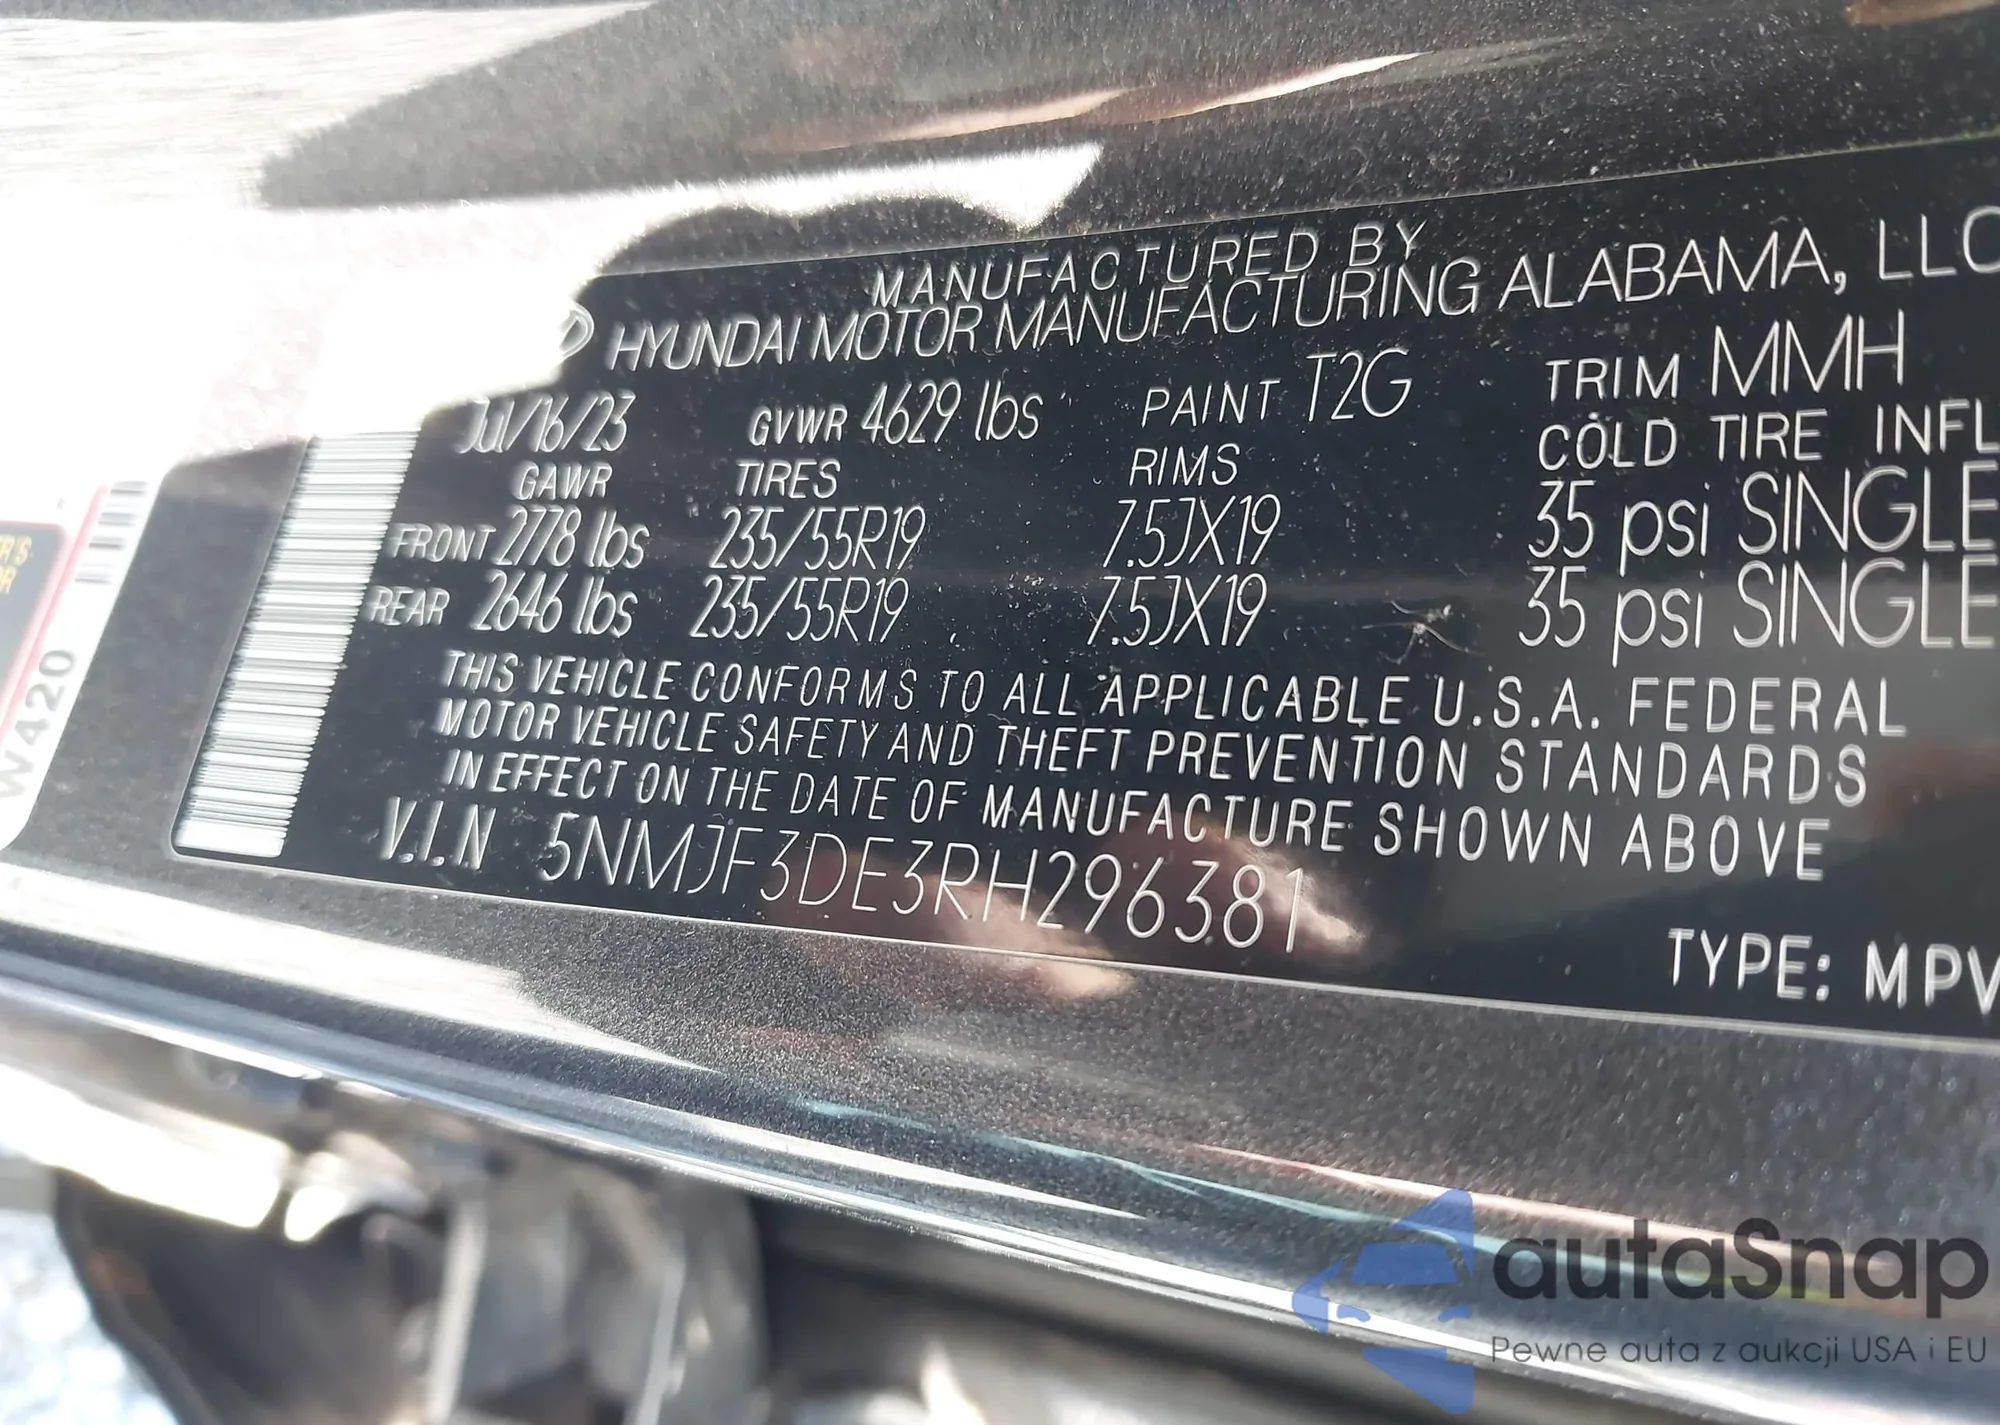 MANUFACTURED BY
HYUNDAI MOTOR MANUFACTURING ALABAMA, LLC
Jul/16/23 GVWR 4629 lbs PAINT T2G TRIM MMH
GAWR TIRES RIMS COLD TIRE INFL
FRONT 2778 lbs 235/55R19 7.5JX19 35 psi SINGLE
REAR 2646 lbs 235/55R19 7.5JX19 35 psi SINGLE
THIS VEHICLE CONFORMS TO ALL APPLICABLE U.S.A. FEDERAL
MOTOR VEHICLE SAFETY AND THEFT PREVENTION STANDARDS
IN EFFECT ON THE DATE OF MANUFACTURE SHOWN ABOVE
V.I.N 5NMJF3DE3RH296381
TYPE: MPV
W420
autaSnap
Pewne auta z aukcji USA i EU